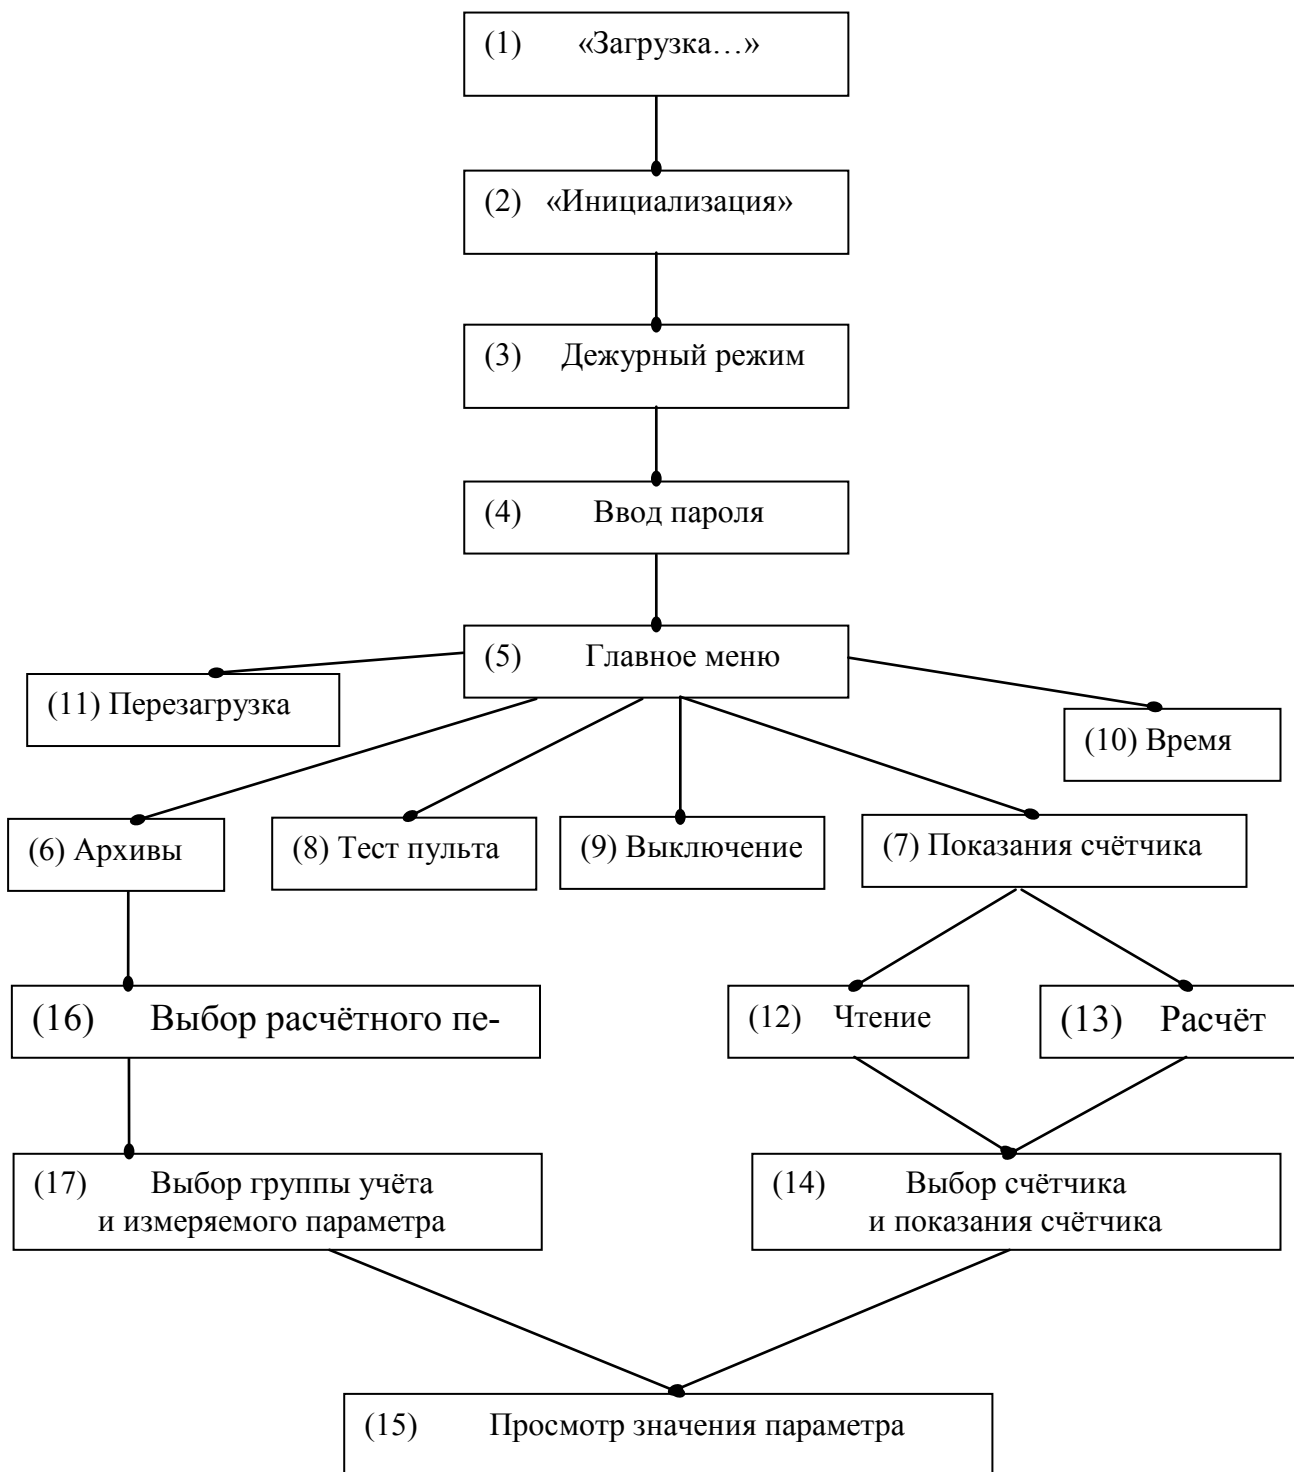 (1) «Загрузка…»
(2) «Инициализация»
(3) Дежурный режим
(4) Ввод пароля
(5) Главное меню
(11) Перезагрузка
(10) Время
(6) Архивы
(8) Тест пульта
(9) Выключение
(7) Показания счётчика
(16) Выбор расчётного пе-
(12) Чтение
(13) Расчёт
(17) Выбор группы учёта
и измеряемого параметра
(14) Выбор счётчика
и показания счётчика
(15) Просмотр значения параметра